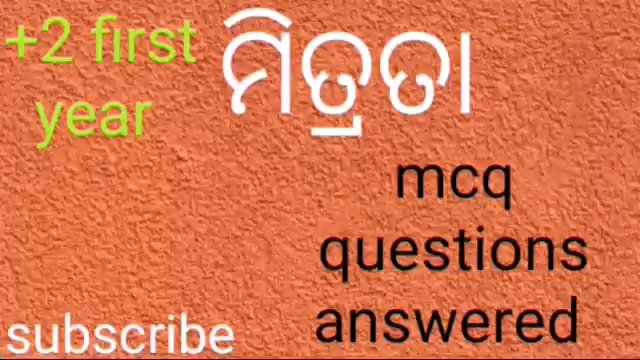 +2 first
year
ମିତ୍ରତା
mcq
questions
answered
subscribe